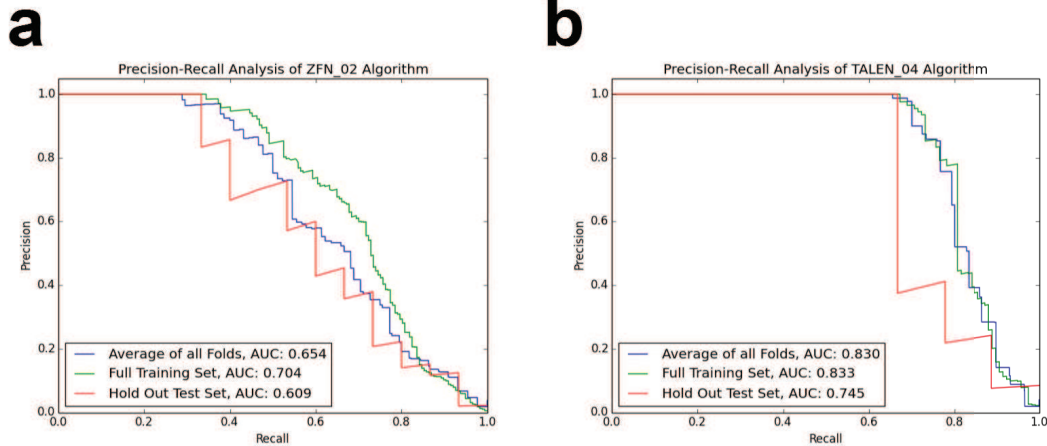 a
Precision-Recall Analysis of ZFN_02 Algorithm
1.0
0.8
0.6
0.4
0.2
0.0
Precision
Average of all Folds, AUC: 0.654
Full Training Set, AUC: 0.704
Hold Out Test Set, AUC: 0.609
0.0 0.2 0.4 0.6 0.8 1.0
Recall
b
Precision-Recall Analysis of TALEN_04 Algorithm
1.0
0.8
0.6
0.4
0.2
0.0
Precision
Average of all Folds, AUC: 0.830
Full Training Set, AUC: 0.833
Hold Out Test Set, AUC: 0.745
0.0 0.2 0.4 0.6 0.8 1.0
Recall